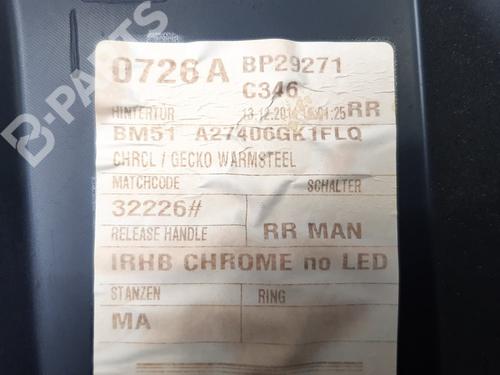 0726A BP29271
C346
HINTERTÜR RR
BM51 A27406GK1FLQ
CHRCL / GECKO WARMSTEEL
MATCHCODE SCHALTER
32226#
RELEASE HANDLE RR MAN
IRHB CHROME no LED
STANZEN RING
MA
B-PARTS